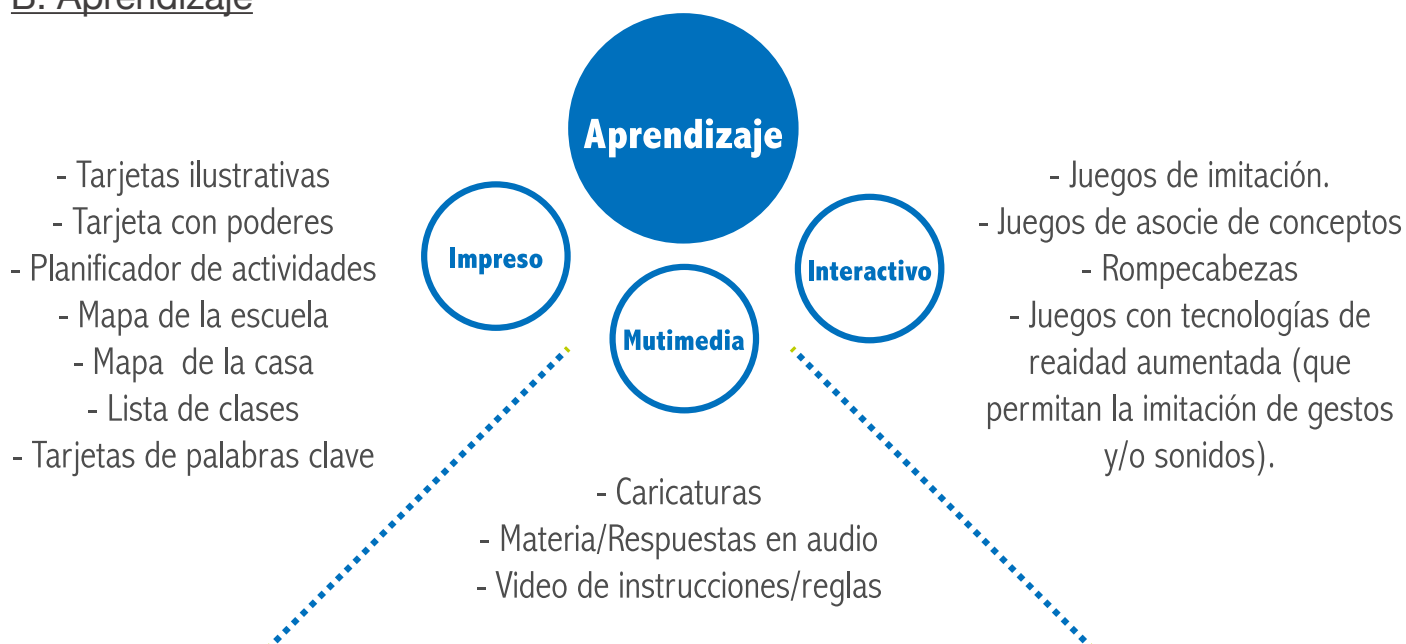 B. Aprendizaje
Aprendizaje
Impreso
- Tarjetas ilustrativas
- Tarjeta con poderes
- Planificador de actividades
- Mapa de la escuela
- Mapa de la casa
- Lista de clases
- Tarjetas de palabras clave
Mutimedia
- Caricaturas
- Materia/Respuestas en audio
- Video de instrucciones/reglas
Interactivo
- Juegos de imitación.
- Juegos de asocie de conceptos
- Rompecabezas
- Juegos con tecnologías de
reaidad aumentada (que
permitan la imitación de gestos
y/o sonidos).